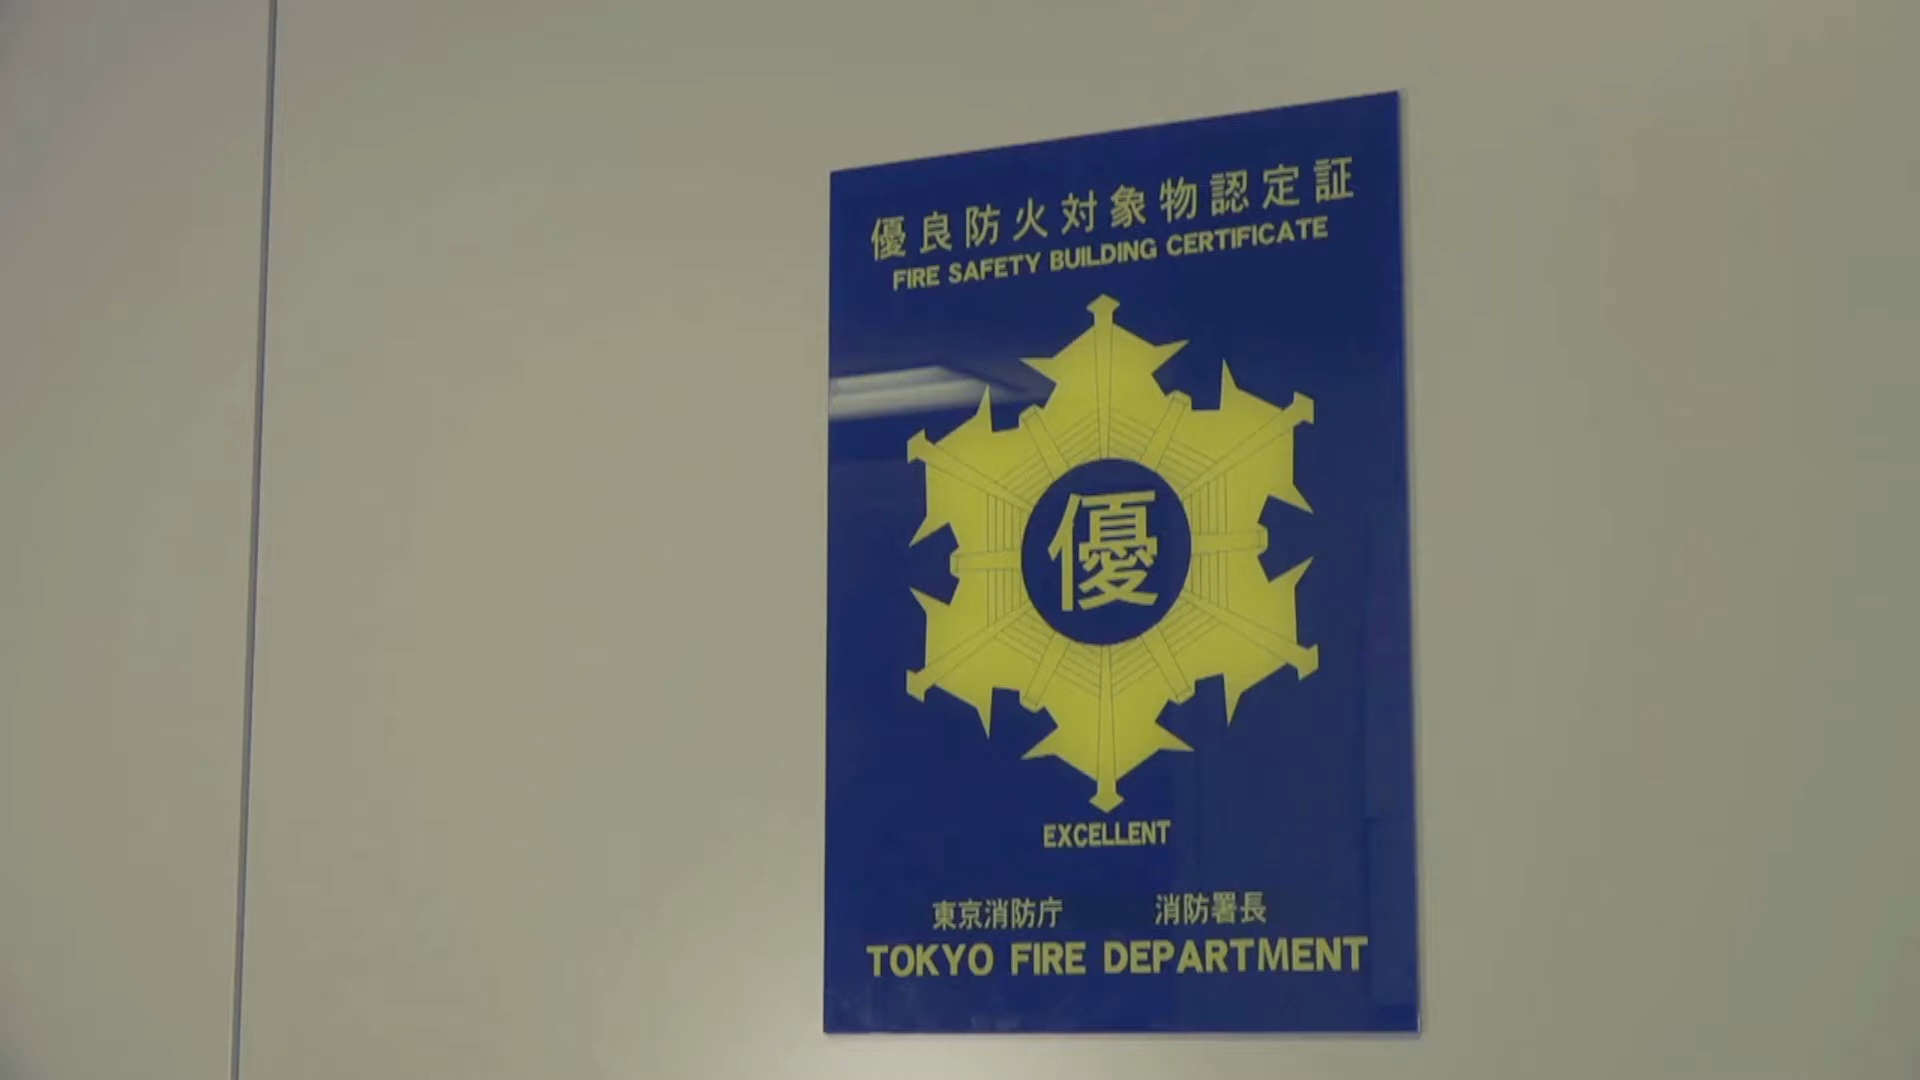 優良防火対象物認定証
FIRE SAFETY BUILDING CERTIFICATE
優
EXCELLENT
東京消防庁 消防署長
TOKYO FIRE DEPARTMENT